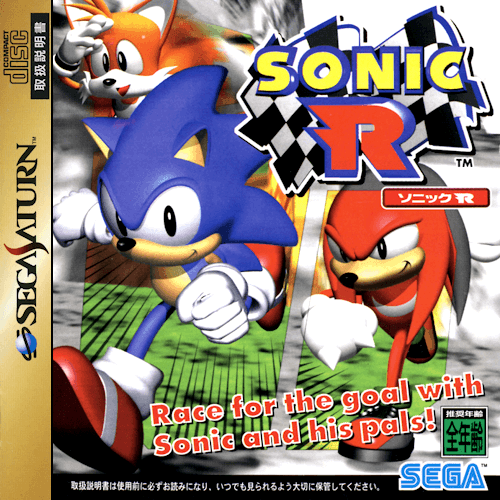 COMPACT
disc
取扱説明書
SEGA SATURN™
SONIC
R
TM
ソニックR
Race for the goal with
Sonic and his pals!
推奨年齢
全年齢
SEGA
取扱説明書は使用前に必ずお読みになり、いつでも見られるよう大切に保管してください。